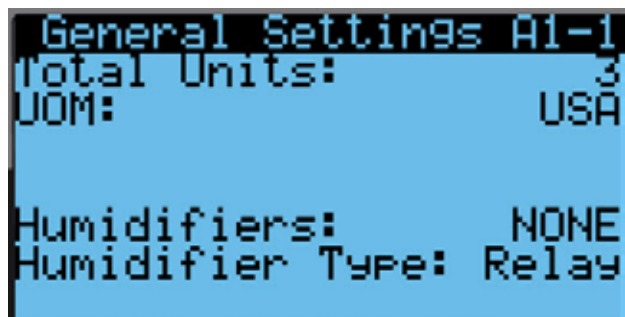 General Settings A1-1
Total Units: 3
UOM: USA
Humidifiers: NONE
Humidifier Type: Relay